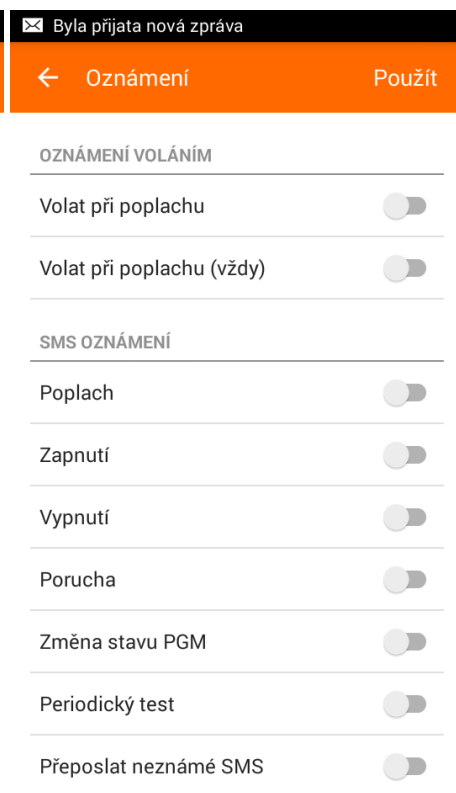 Byla přijata nová zpráva
Oznámení Použít
OZNÁMENÍ VOLÁNÍM
Volat při poplachu
Volat při poplachu (vždy)
SMS OZNÁMENÍ
Poplach
Zapnutí
Vypnutí
Porucha
Změna stavu PGM
Periodický test
Přeposlat neznámé SMS